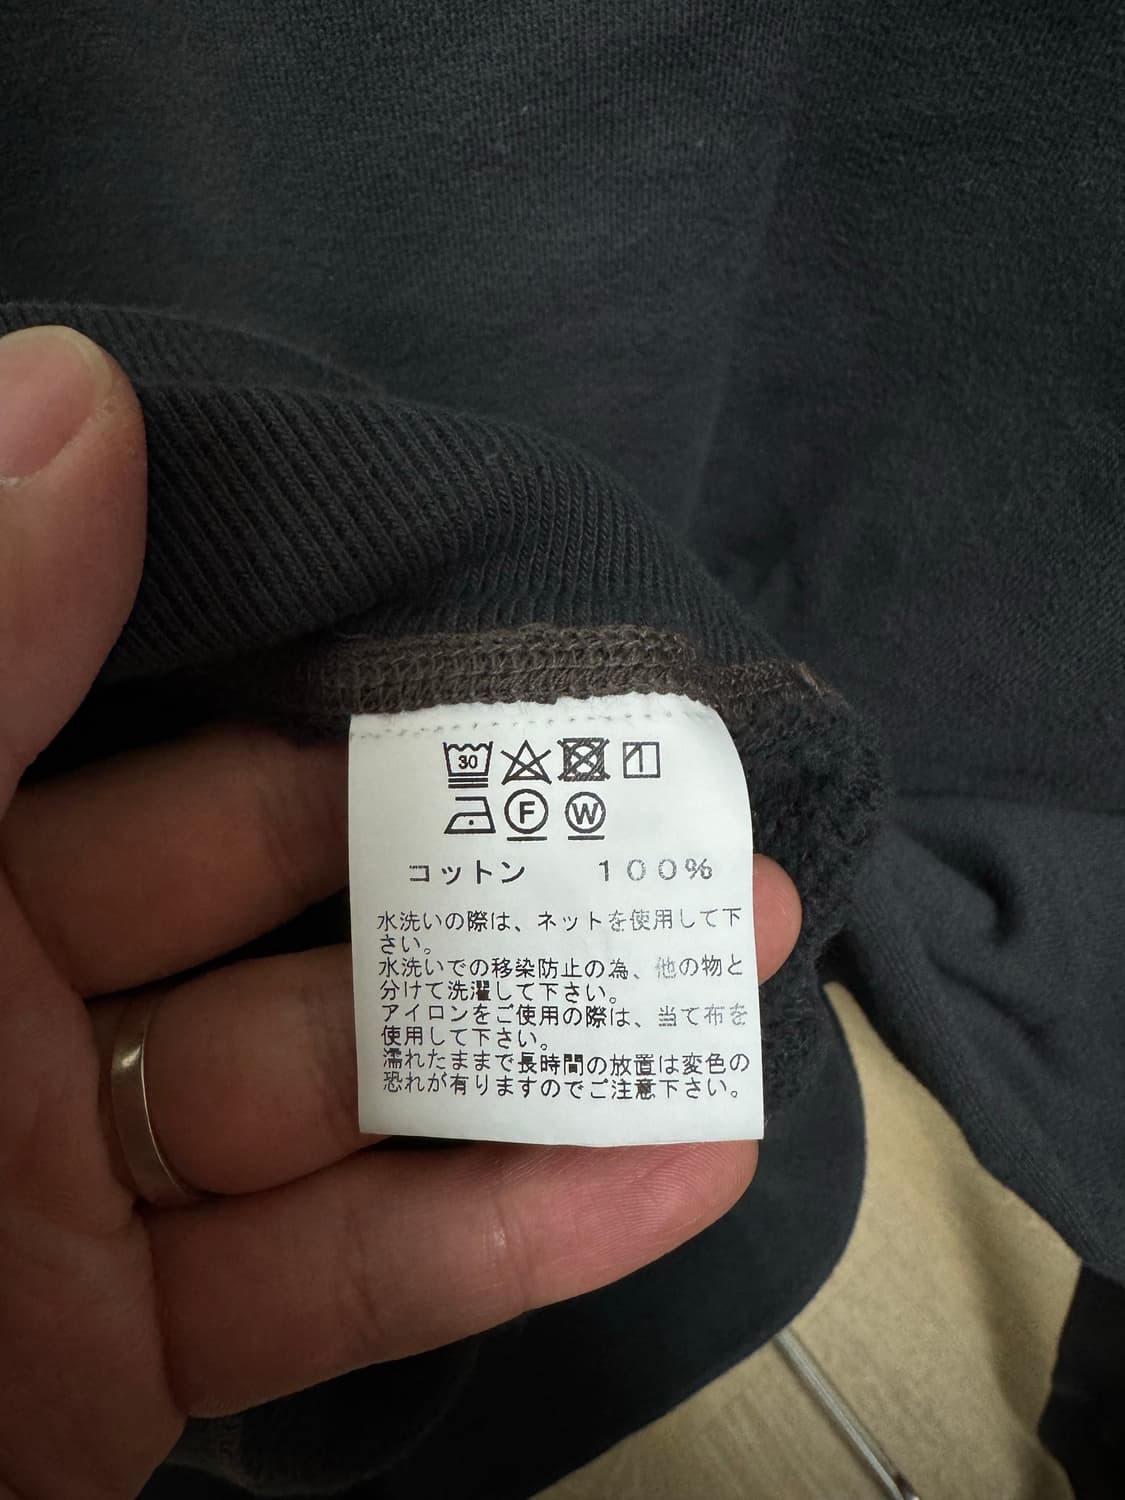 30
F W
コットン 100%
水洗いの際は、ネットを使用して下
さい。
水洗いでの移染防止の為、他の物と
分けて洗濯して下さい。
アイロンをご使用の際は、当て布を
使用して下さい。
濡れたままで長時間の放置は変色の
恐れが有りますのでご注意下さい。